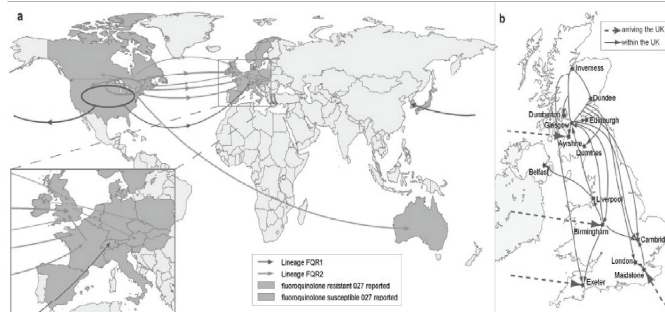 a
Lineage FQR1
Lineage FQR2
fluoroquinolone resistant 027 reported
fluoroquinolone susceptible 027 reported
b
arriving the UK
within the UK
Inverness
Dundee
Dumbarton
Edinburgh
Glasgow
Ayrshire
Dumfries
Belfast
Liverpool
Birmingham
Cambrid
London
Maidstone
Exeter